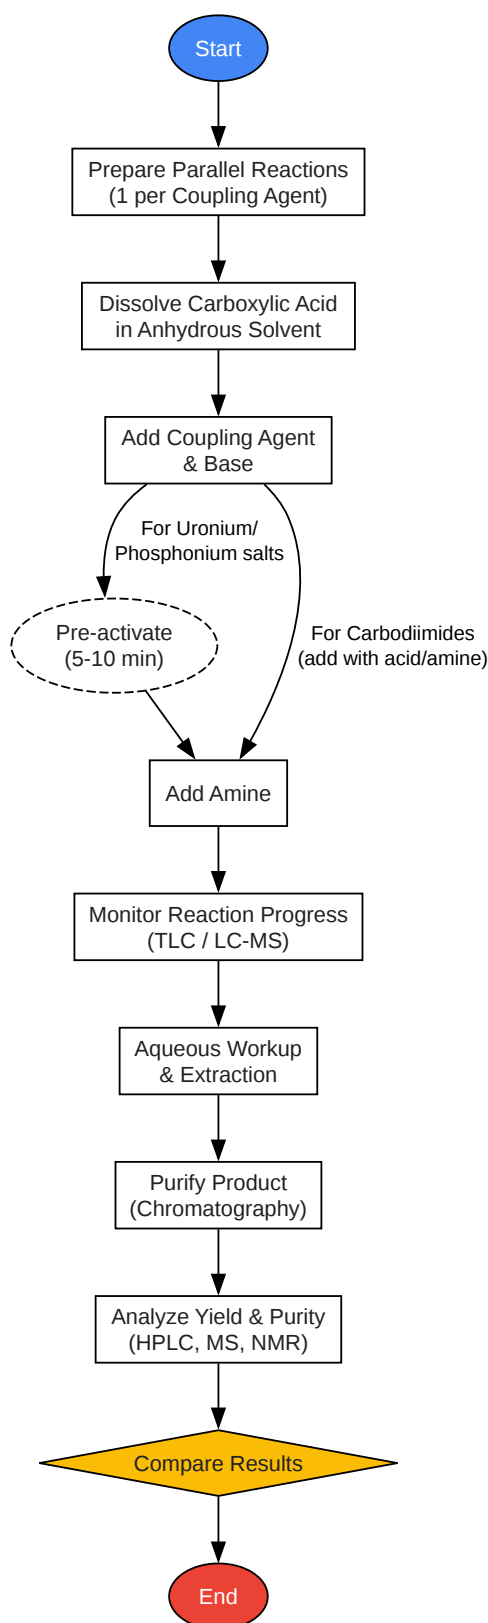 Start
Prepare Parallel Reactions
(1 per Coupling Agent)
Dissolve Carboxylic Acid
in Anhydrous Solvent
Add Coupling Agent
& Base
For Uronium/
Phosphonium salts
Pre-activate
(5-10 min)
For Carbodiimides
(add with acid/amine)
Add Amine
Monitor Reaction Progress
(TLC / LC-MS)
Aqueous Workup
& Extraction
Purify Product
(Chromatography)
Analyze Yield & Purity
(HPLC, MS, NMR)
Compare Results
End